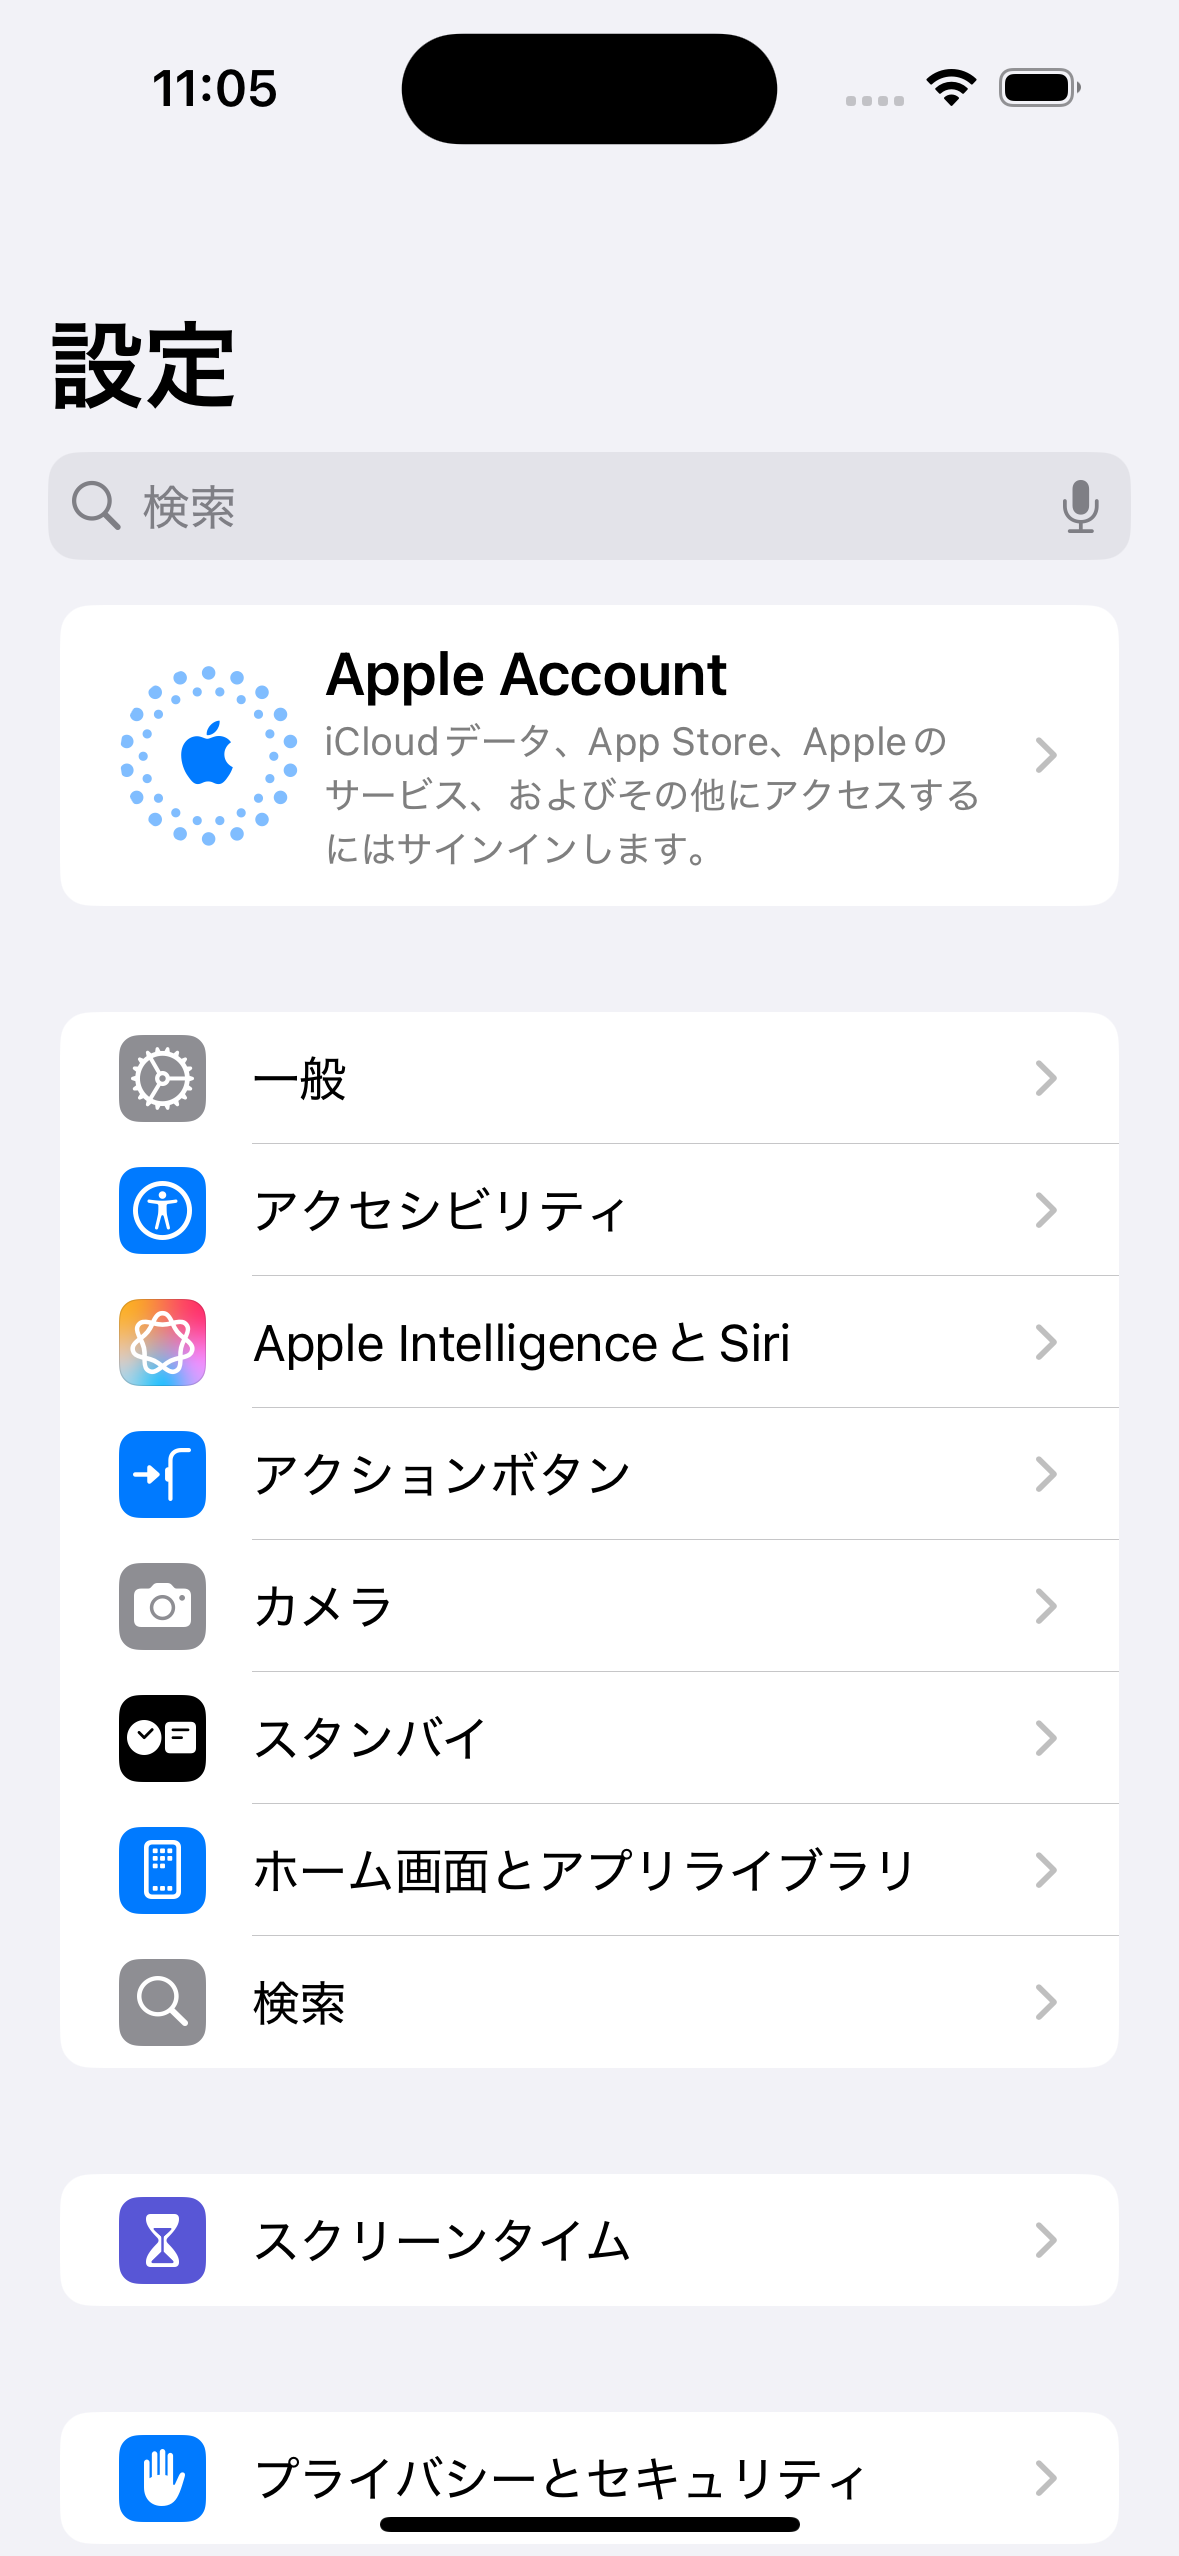 11:05
設定
検索
Apple Account
iCloudデータ、App Store、Appleの
サービス、およびその他にアクセスする
にはサインインします。
一般
アクセシビリティ
Apple IntelligenceとSiri
アクションボタン
カメラ
スタンバイ
ホーム画面とアプリライブラリ
検索
スクリーンタイム
プライバシーとセキュリティ